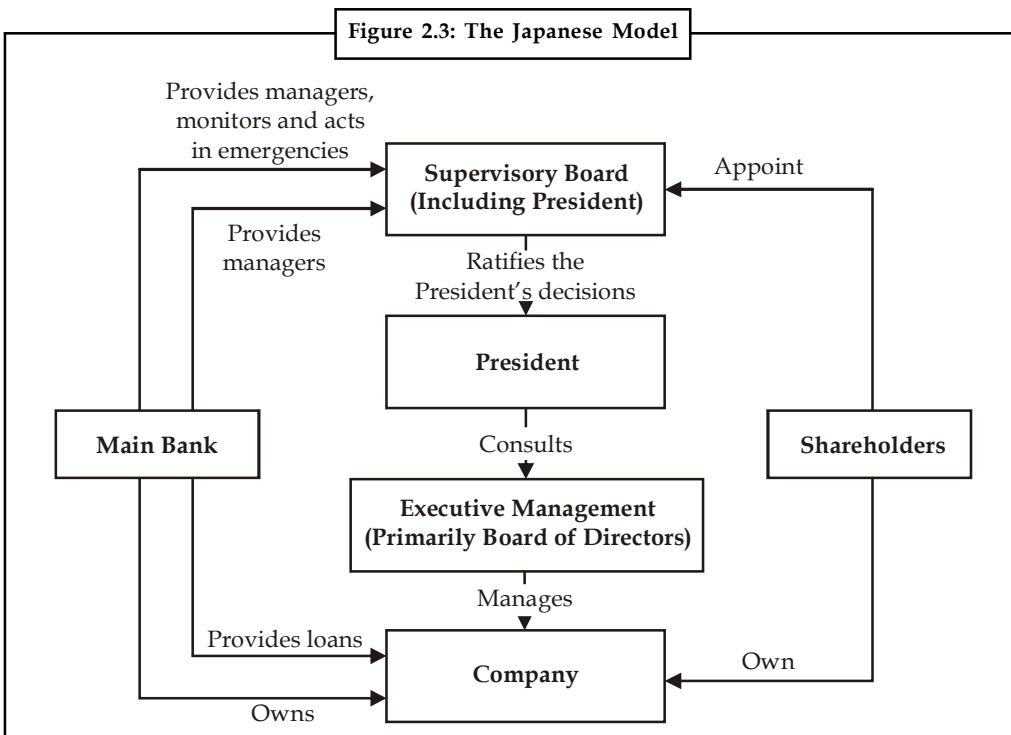 Figure 2.3: The Japanese Model
Provides managers,
monitors and acts
in emergencies
Supervisory Board
(Including President)
Appoint
Provides
managers
Ratifies the
President's decisions
President
Main Bank
Consults
Shareholders
Executive Management
(Primarily Board of Directors)
Manages
Provides loans
Company
Own
Owns